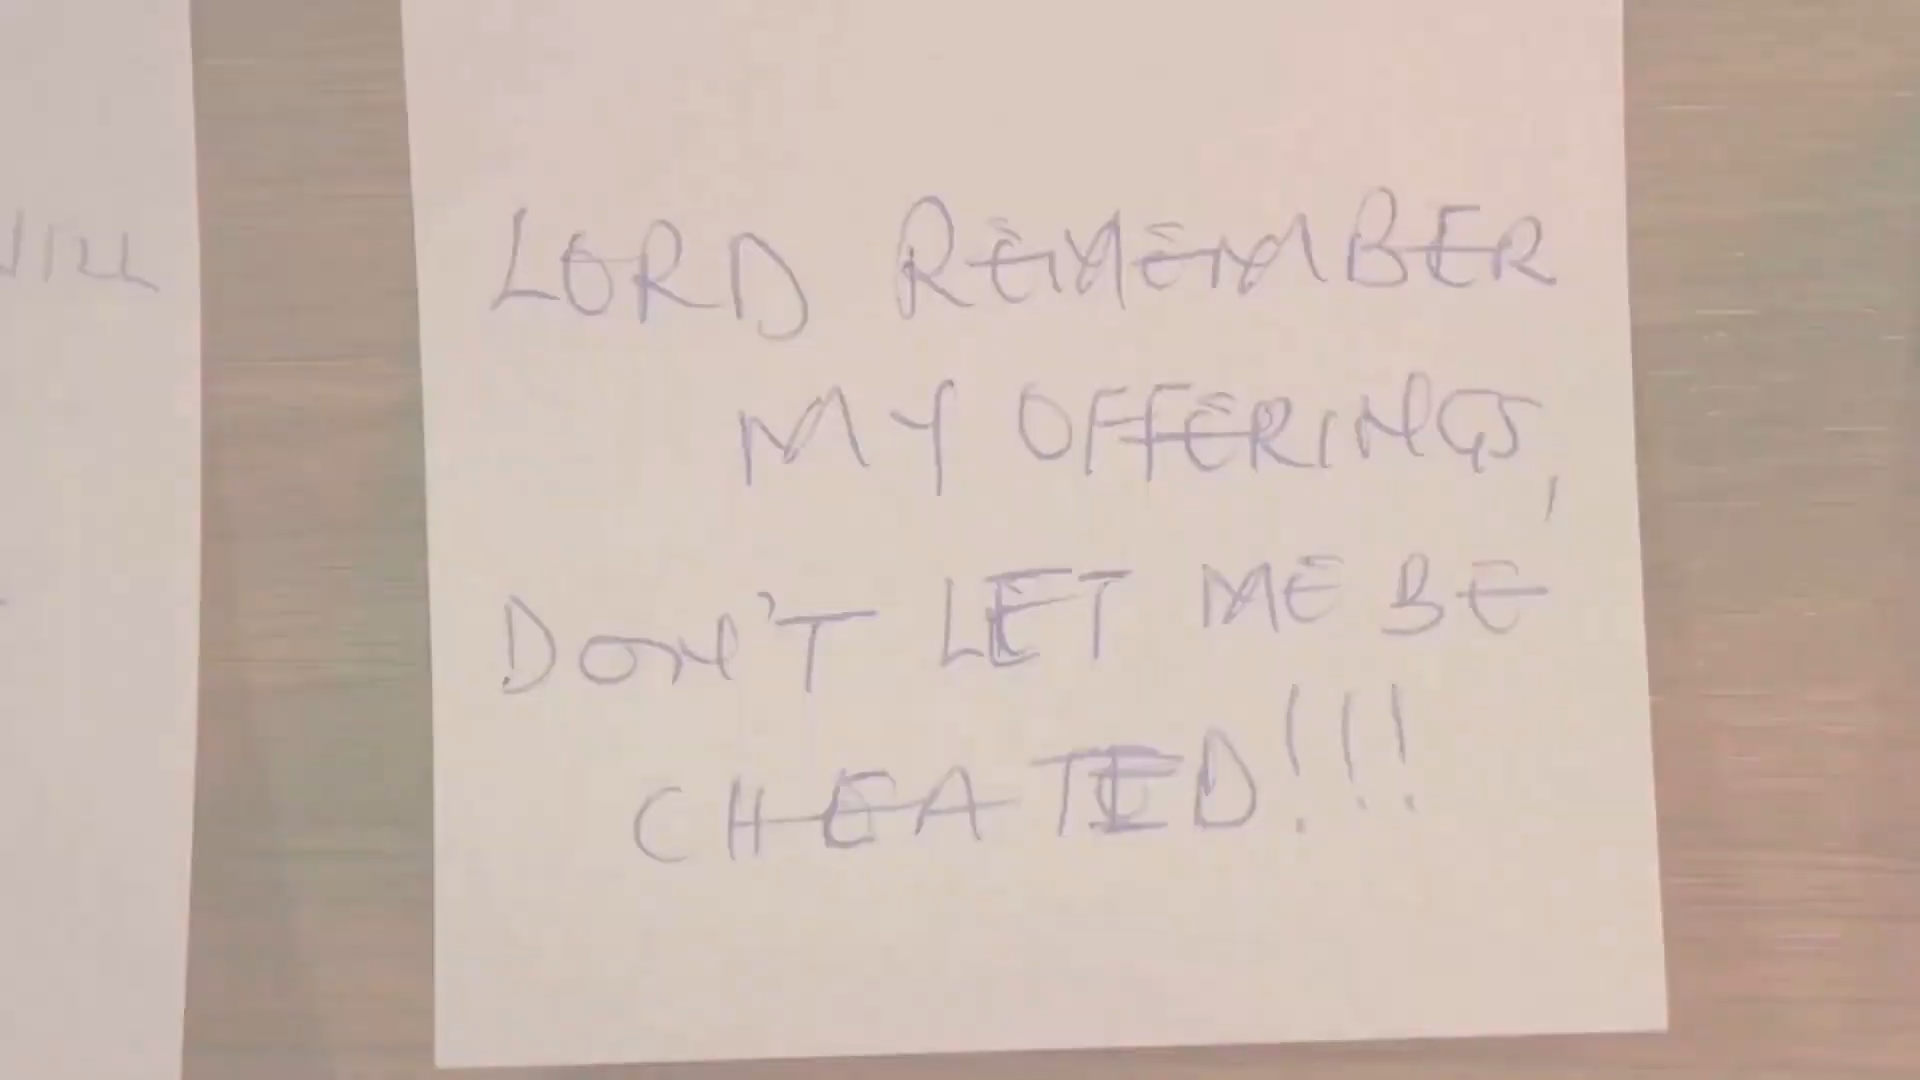 LORD REMEMBER
MY OFFERINGS,
DON'T LET ME BE
CHEATED!!!